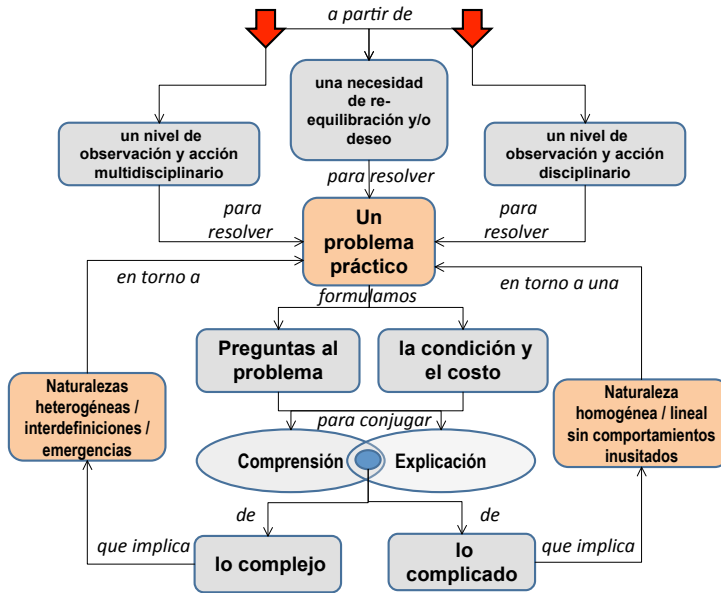 a partir de
una necesidad
de re-
equilibración y/o
deseo
un nivel de
observación y acción
multidisciplinario
un nivel de
observación y acción
disciplinario
para resolver
para
resolver
para
resolver
Un
problema
práctico
en torno a
en torno a una
formulamos
Preguntas al
problema
la condición y
el costo
Naturalezas
heterogéneas /
interdefiniciones /
emergencias
Naturaleza
homogénea / lineal
sin comportamientos
inusitados
para conjugar
Comprensión
Explicación
de
de
que implica
lo complejo
lo
complicado
que implica